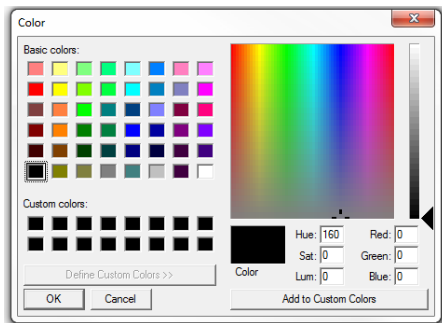 Color
Basic colors:
Custom colors:
Define Custom Colors >>
OK Cancel
Color
Hue: 160 Red: 0
Sat: 0 Green: 0
Lum: 0 Blue: 0
Add to Custom Colors